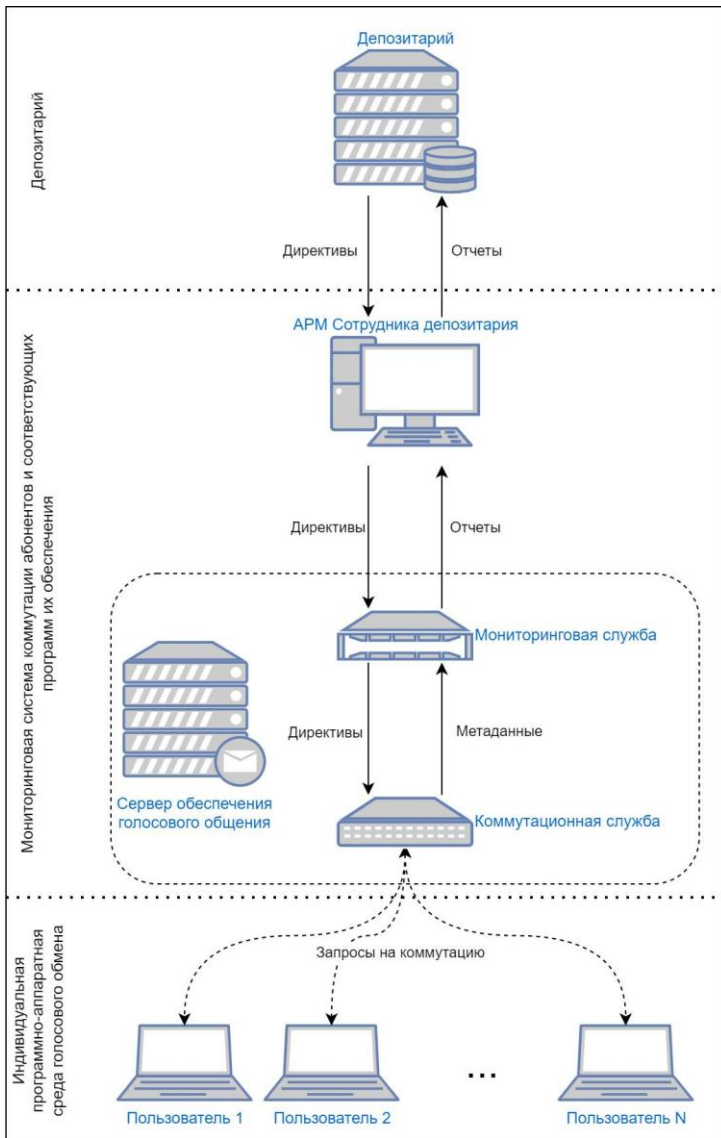 Депозитарий
Депозитарий
Директивы
Отчеты
Мониторинговая система коммутации абонентов и соответствующих
программ их обеспечения
АРМ Сотрудника депозитария
Директивы
Отчеты
Мониторинговая служба
Директивы
Метаданные
Сервер обеспечения
голосового общения
Коммутационная служба
Индивидуальная
программно-аппаратная
среда голосового обмена
Запросы на коммутацию
...
Пользователь 1
Пользователь 2
Пользователь N